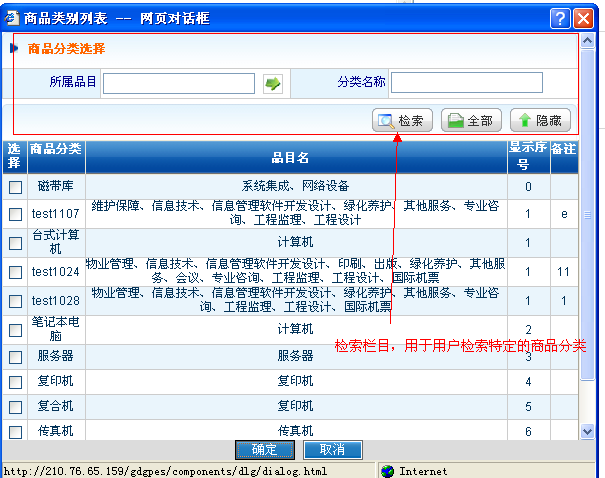 商品类别列表 -- 网页对话框
商品分类选择
所属品目 分类名称
检索 全部 隐藏
选择 商品分类 品目名 显示序号 备注
磁带库 系统集成、网络设备 0
test1107 维护保障、信息技术、信息管理软件开发设计、绿化养护、其他服务、专业咨询、工程监理、工程设计 1 e
台式计算机 计算机 1
test1024 物业管理、信息技术、信息管理软件开发设计、印刷、出版、绿化养护、其他服务、会议、专业咨询、工程监理、工程设计、国际机票 1 11
test1028 物业管理、信息技术、信息管理软件开发设计、绿化养护、其他服务、专业咨询、工程监理、工程设计、国际机票 1 1
笔记本电脑 计算机 2
检索栏目，用于用户检索特定的商品分类
服务器 服务器 3
复印机 复印机 4
复合机 复印机 5
传真机 传真机 6
确定 取消
http://210.76.65.159/gdgpes/components/dlg/dialog.html Internet